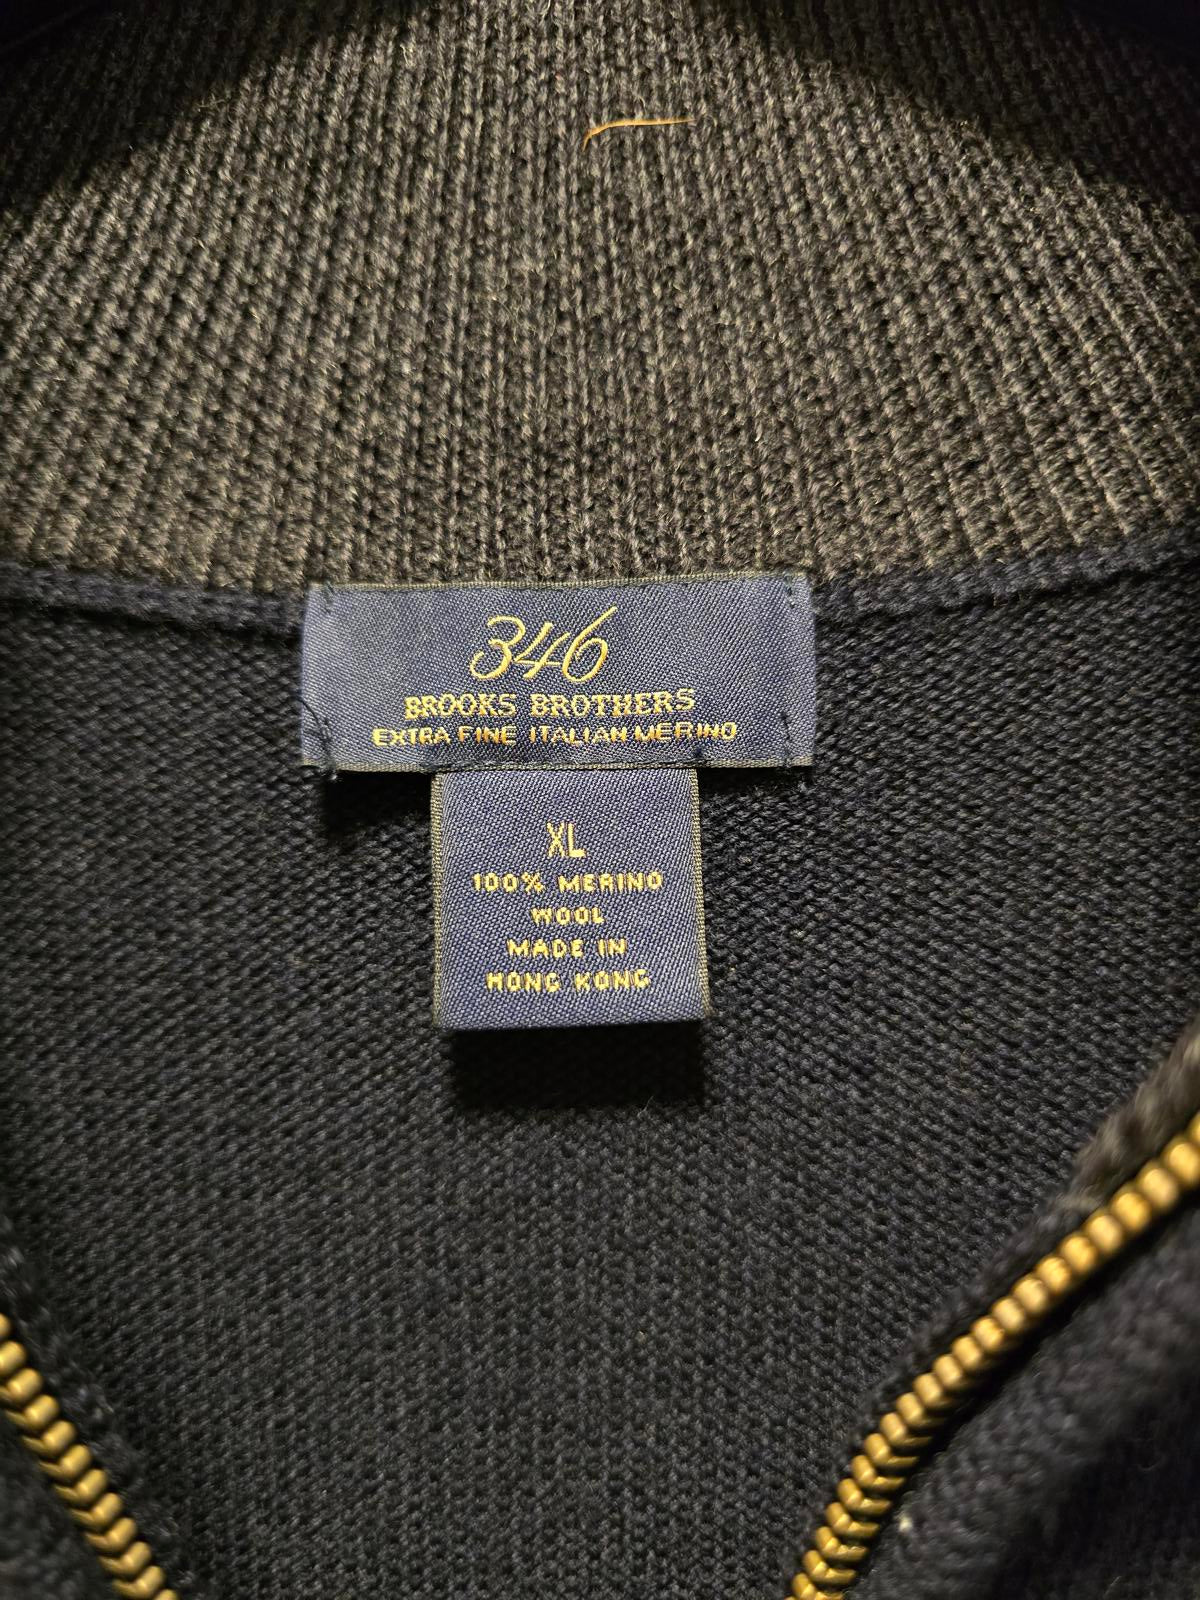 346
BROOKS BROTHERS
EXTRA FINE ITALIAN MERINO
XL
100% MERINO
WOOL
MADE IN
HONG KONG